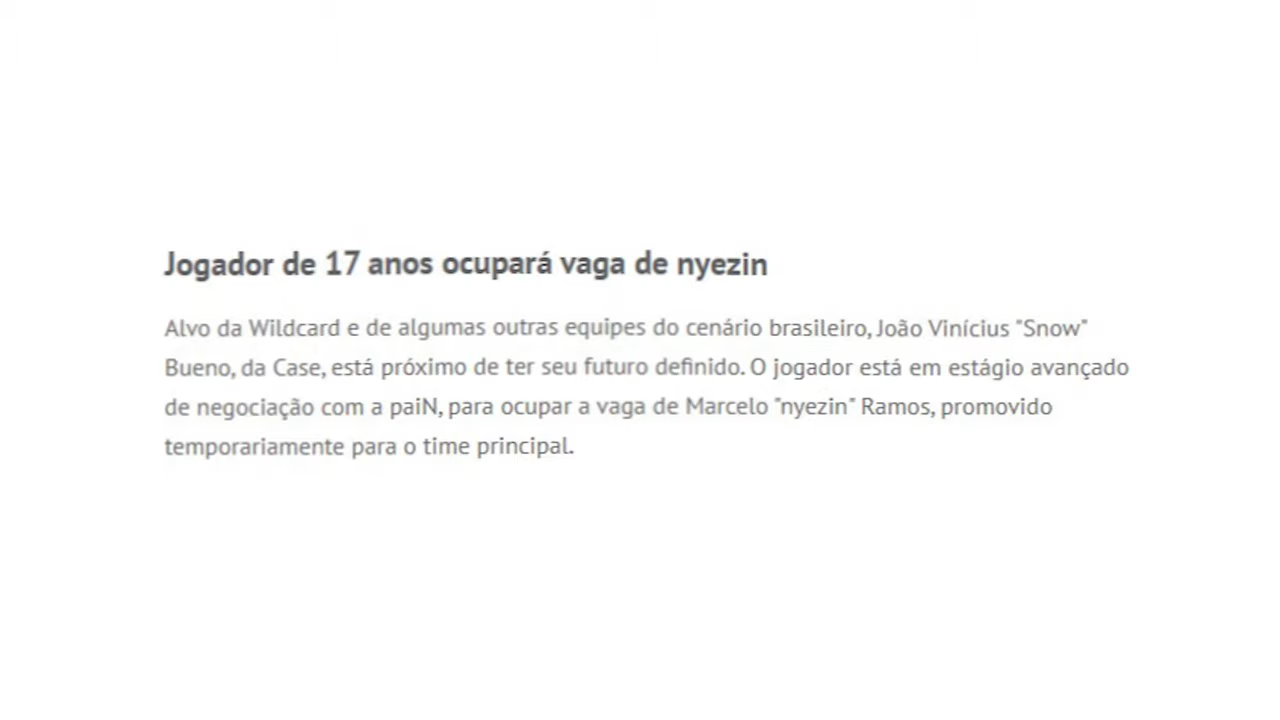 Jogador de 17 anos ocupará vaga de nyezin
Alvo da Wildcard e de algumas outras equipes do cenário brasileiro, João Vinícius "Snow"
Bueno, da Case, está próximo de ter seu futuro definido. O jogador está em estágio avançado
de negociação com a paiN, para ocupar a vaga de Marcelo "nyezin" Ramos, promovido
temporariamente para o time principal.